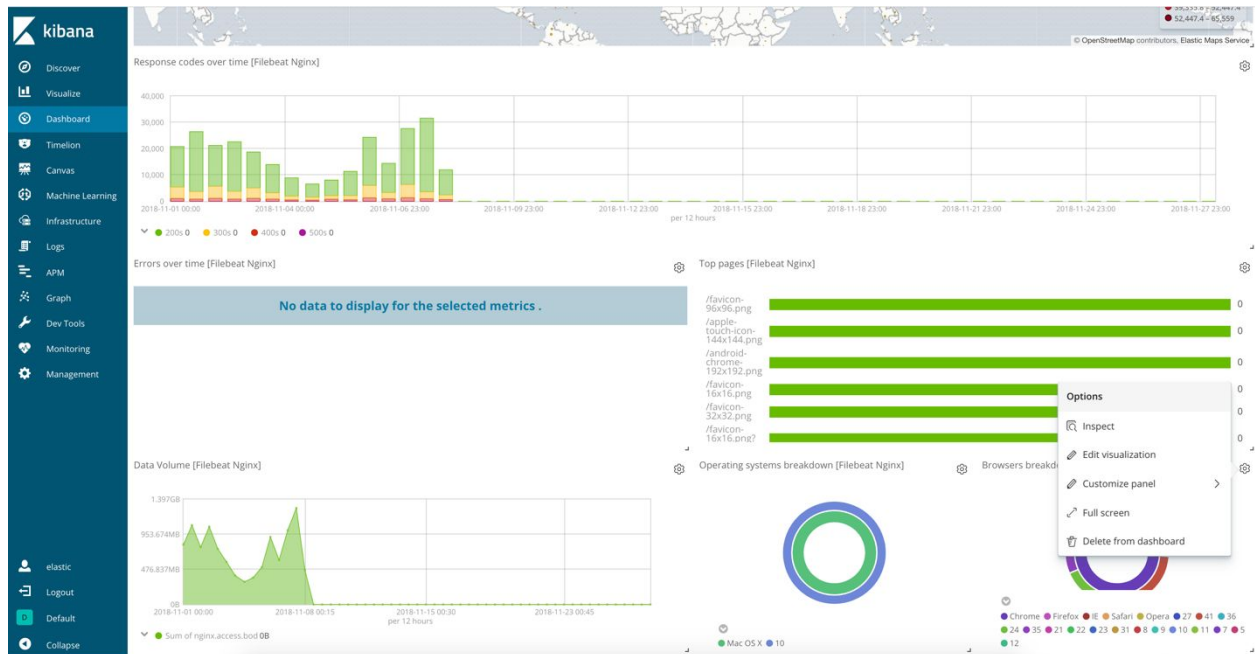 kibana
Discover
Visualize
Dashboard
Timelion
Canvas
Machine Learning
Infrastructure
Logs
APM
Graph
Dev Tools
Monitoring
Management
elastic
D Default
Logout
Collapse
52,447.4 – 65,559
© OpenStreetMap contributors, Elastic Maps Service
Response codes over time [Filebeat Nginx]
40,000
30,000
20,000
10,000
0
2018-11-01 00:00 2018-11-04 00:00 2018-11-06 23:00 2018-11-09 23:00 2018-11-12 23:00 2018-11-15 23:00 2018-11-18 23:00 2018-11-21 23:00 2018-11-24 23:00 2018-11-27 23:00
per 12 hours
200s 0 300s 0 400s 0 500s 0
Errors over time [Filebeat Nginx]
No data to display for the selected metrics .
Top pages [Filebeat Nginx]
/favicon-
96x96.png 0
/apple-
touch-icon-
144x144.png 0
/android-
chrome-
192x192.png 0
/favicon-
16x16.png 0
/favicon-
32x32.png 0
/favicon-
16x16.png? 0
Options
Inspect
Edit visualization
Customize panel
Full screen
Delete from dashboard
Data Volume [Filebeat Nginx]
1.397GB
953.674MB
476.837MB
0B
2018-11-01 00:00 2018-11-08 00:15 2018-11-15 00:30 2018-11-23 00:45
per 12 hours
Sum of nginx.access.bod 0B
Operating systems breakdown [Filebeat Nginx]
Mac OS X 10
Browsers breakd
Chrome Firefox IE Safari Opera 27 41 36
24 35 21 22 23 31 8 9 10 11 7 5
12